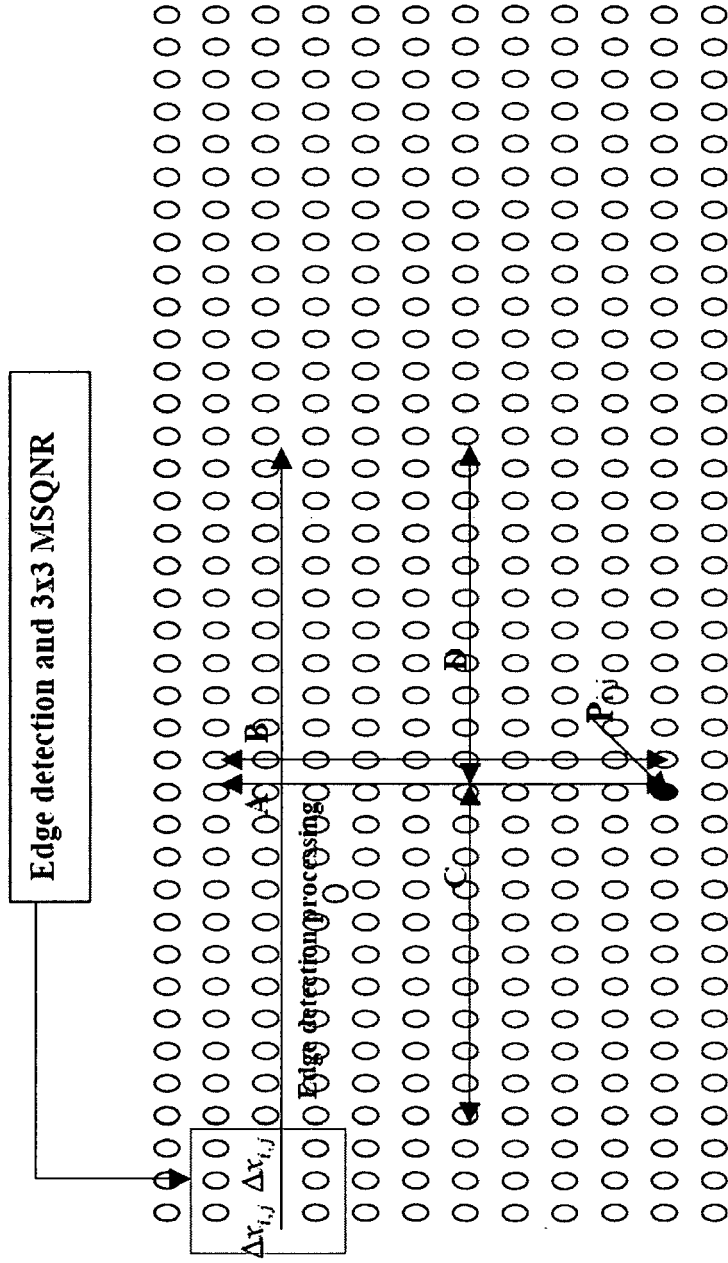 Edge detection and 3x3 MSQNR
Δx_{i,j} Δx_{i,j}
Edge detection processing
A
B
C
D
P_{i,j}